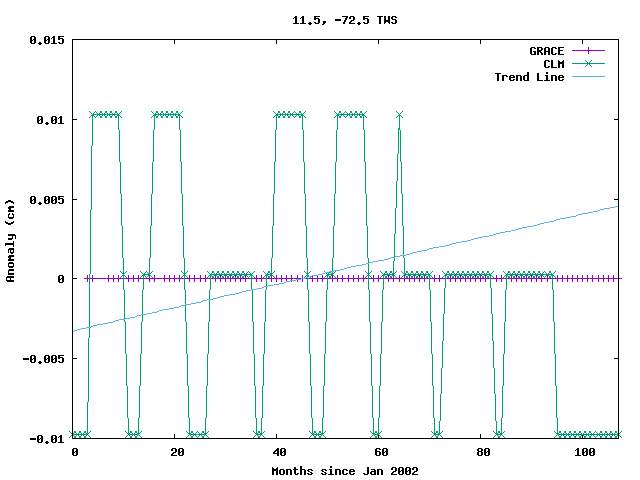 11.5, -72.5 TWS
0.015
0.01
0.005
0
-0.005
-0.01
Anomaly (cm)
GRACE
CLM
Trend Line
0 20 40 60 80 100
Months since Jan 2002